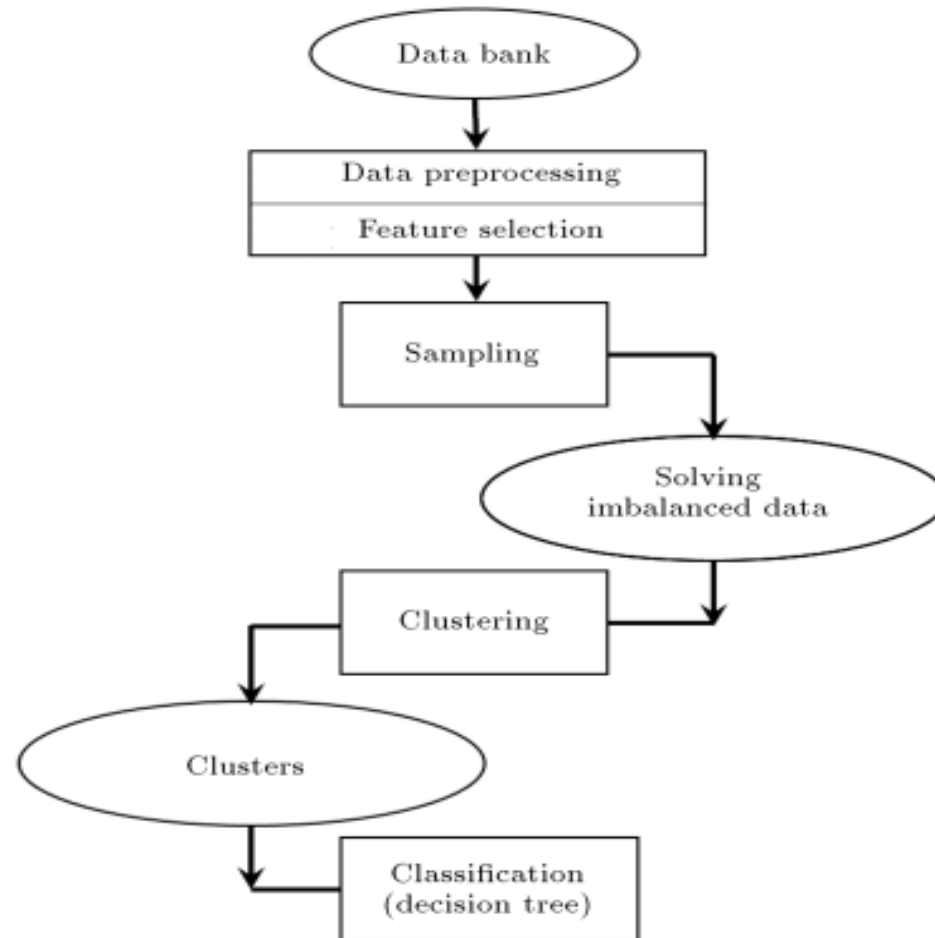 Data bank
Data preprocessing
Feature selection
Sampling
Solving
imbalanced data
Clustering
Clusters
Classification
(decision tree)